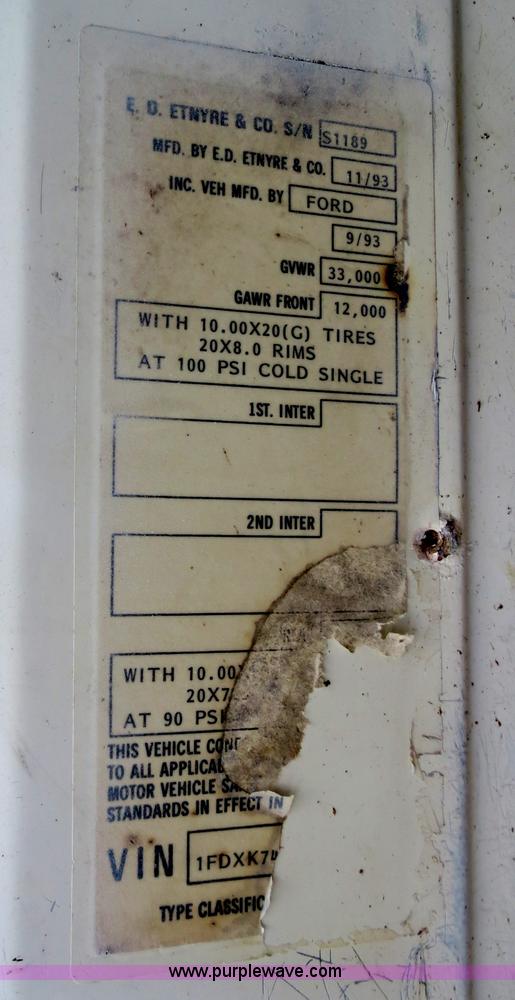 E. D. ETNYRE & CO. S/N S1189
MFD. BY E.D. ETNYRE & CO. 11/93
INC. VEH MFD. BY FORD
9/93
GVWR 33,000
GAWR FRONT 12,000
WITH 10.00X20(G) TIRES
20X8.0 RIMS
AT 100 PSI COLD SINGLE
1ST. INTER
2ND INTER
WITH 10.00
20X7
AT 90 PSI
THIS VEHICLE CON
TO ALL APPLICA
MOTOR VEHICLE SA
STANDARDS IN EFFECT IN
VIN 1FDXK7
TYPE CLASSIFIC
www.purplewave.com